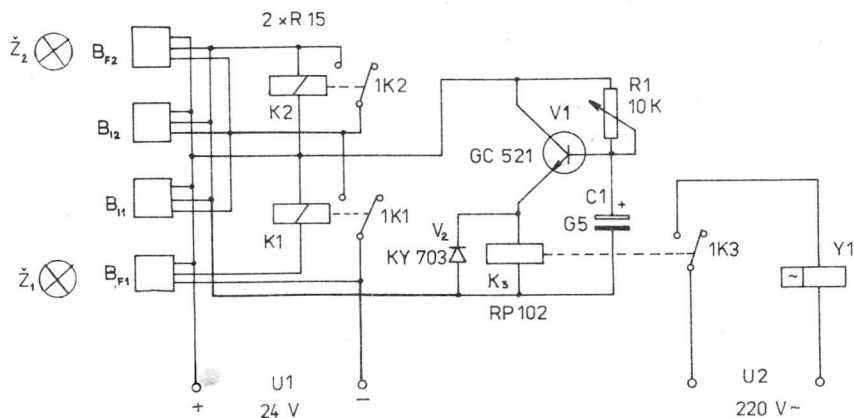 2 × R 15
Ž2
BF2
K2
1K2
R1
10 K
V1
BI2
GC 521
BI1
K1
1K1
C1
+
G5
V2
KY 703
1K3
Y1
~
Ž1
BF1
K3
RP 102
+
U1
24 V
–
U2
220 V~